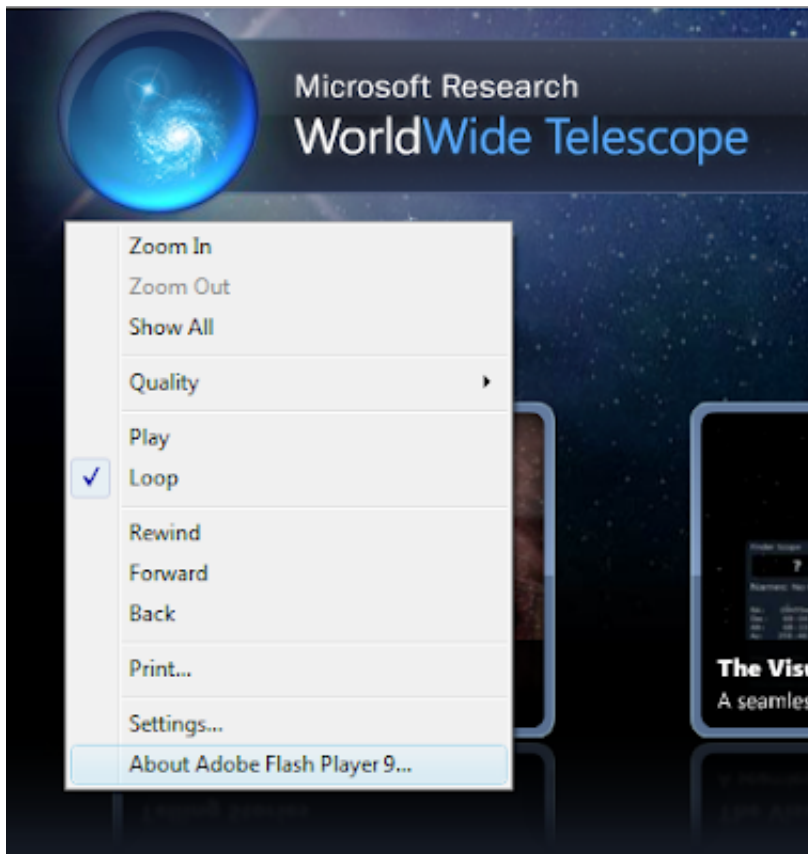 Microsoft Research
WorldWide Telescope
Zoom In
Zoom Out
Show All
Quality
Play
Loop
Rewind
Forward
Back
Print...
Settings...
About Adobe Flash Player 9...
?
The Visu
A seamles